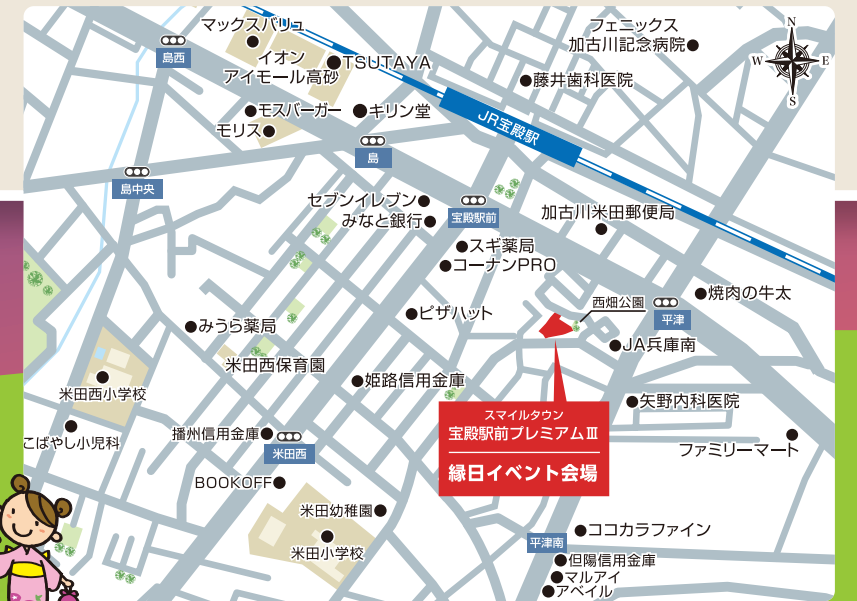 マックスバリュ
島西
イオン
アイモール高砂
TSUTAYA
モスバーガー
キリン堂
モリス
島
島中央
JR宝殿駅
フェニックス
加古川記念病院
藤井歯科医院
N
W
E
S
セブンイレブン
みなと銀行
宝殿駅前
加古川米田郵便局
スギ薬局
コーナンPRO
西畑公園
焼肉の牛太
平津
ピザハット
みうら薬局
JA兵庫南
米田西保育園
姫路信用金庫
米田西小学校
矢野内科医院
スマイルタウン
宝殿駅前プレミアムⅢ
縁日イベント会場
こばやし小児科
播州信用金庫
米田西
ファミリーマート
BOOKOFF
米田幼稚園
米田小学校
ココカラファイン
平津南
但陽信用金庫
マルアイ
アベイル